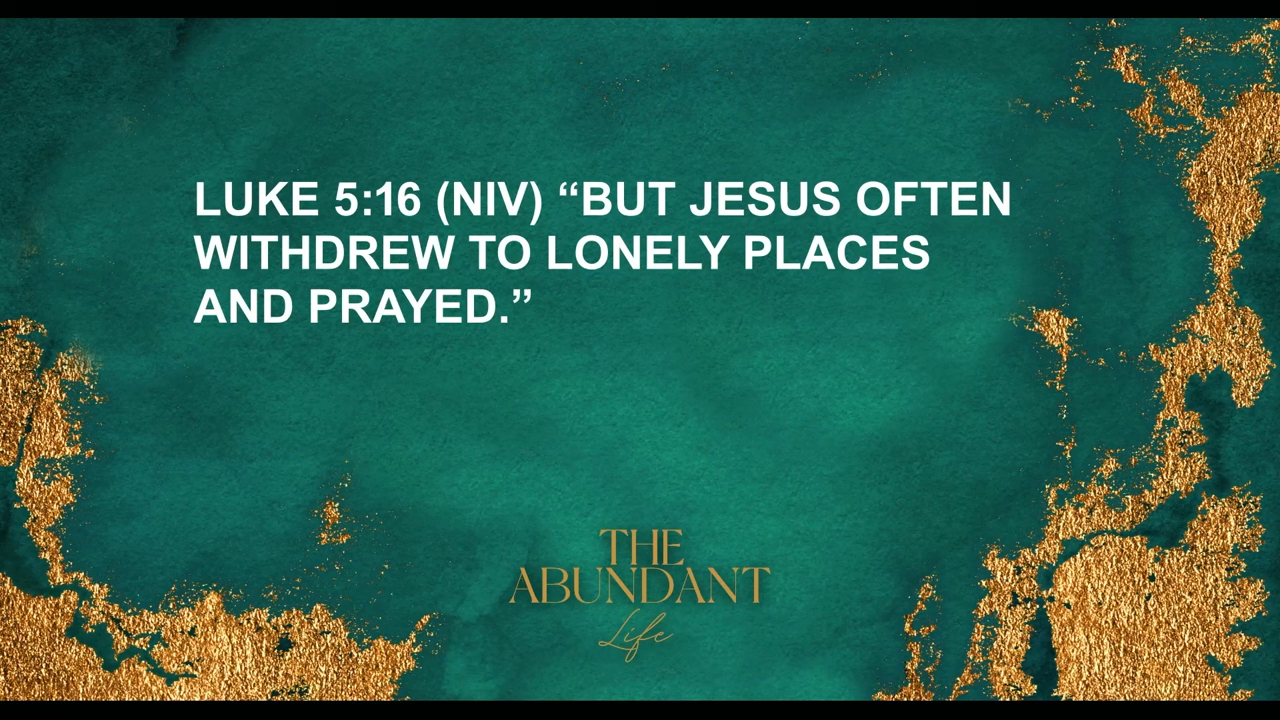 LUKE 5:16 (NIV) “BUT JESUS OFTEN
WITHDREW TO LONELY PLACES
AND PRAYED.”
THE
ABUNDANT
Life